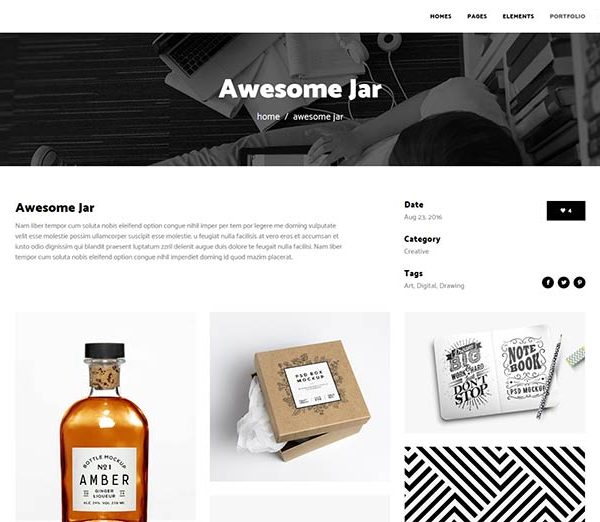 HOMES PAGES ELEMENTS PORTFOLIO
Awesome Jar
home / awesome jar
Awesome Jar
Nam liber tempor cum soluta nobis eleifend option congue nihil imper per tem por legere me doming vulputate
velit esse molestie possim ullamcorper suscipit esse molestie, u feugiat nulla facilisis at vero eros et accumsan et
iusto odio dignissim qui blandit praesent luptatum zzril delenit augue duis dolore te feugait nulla facilisi. Nam liber
tempor cum soluta nobis eleifend option congue nihil imperdiet doming id quod mazim placerat.
Date
Aug 23, 2016
4
Category
Creative
Tags
Art, Digital, Drawing
BOTTLE MOCKUP
Nº1
AMBER
GINGER
LIQUEUR
PSD BOX
MOCKUP
BIG
WORK HARD
DON'T
STOP
NOTE
BOOK
PSD MOCKUP